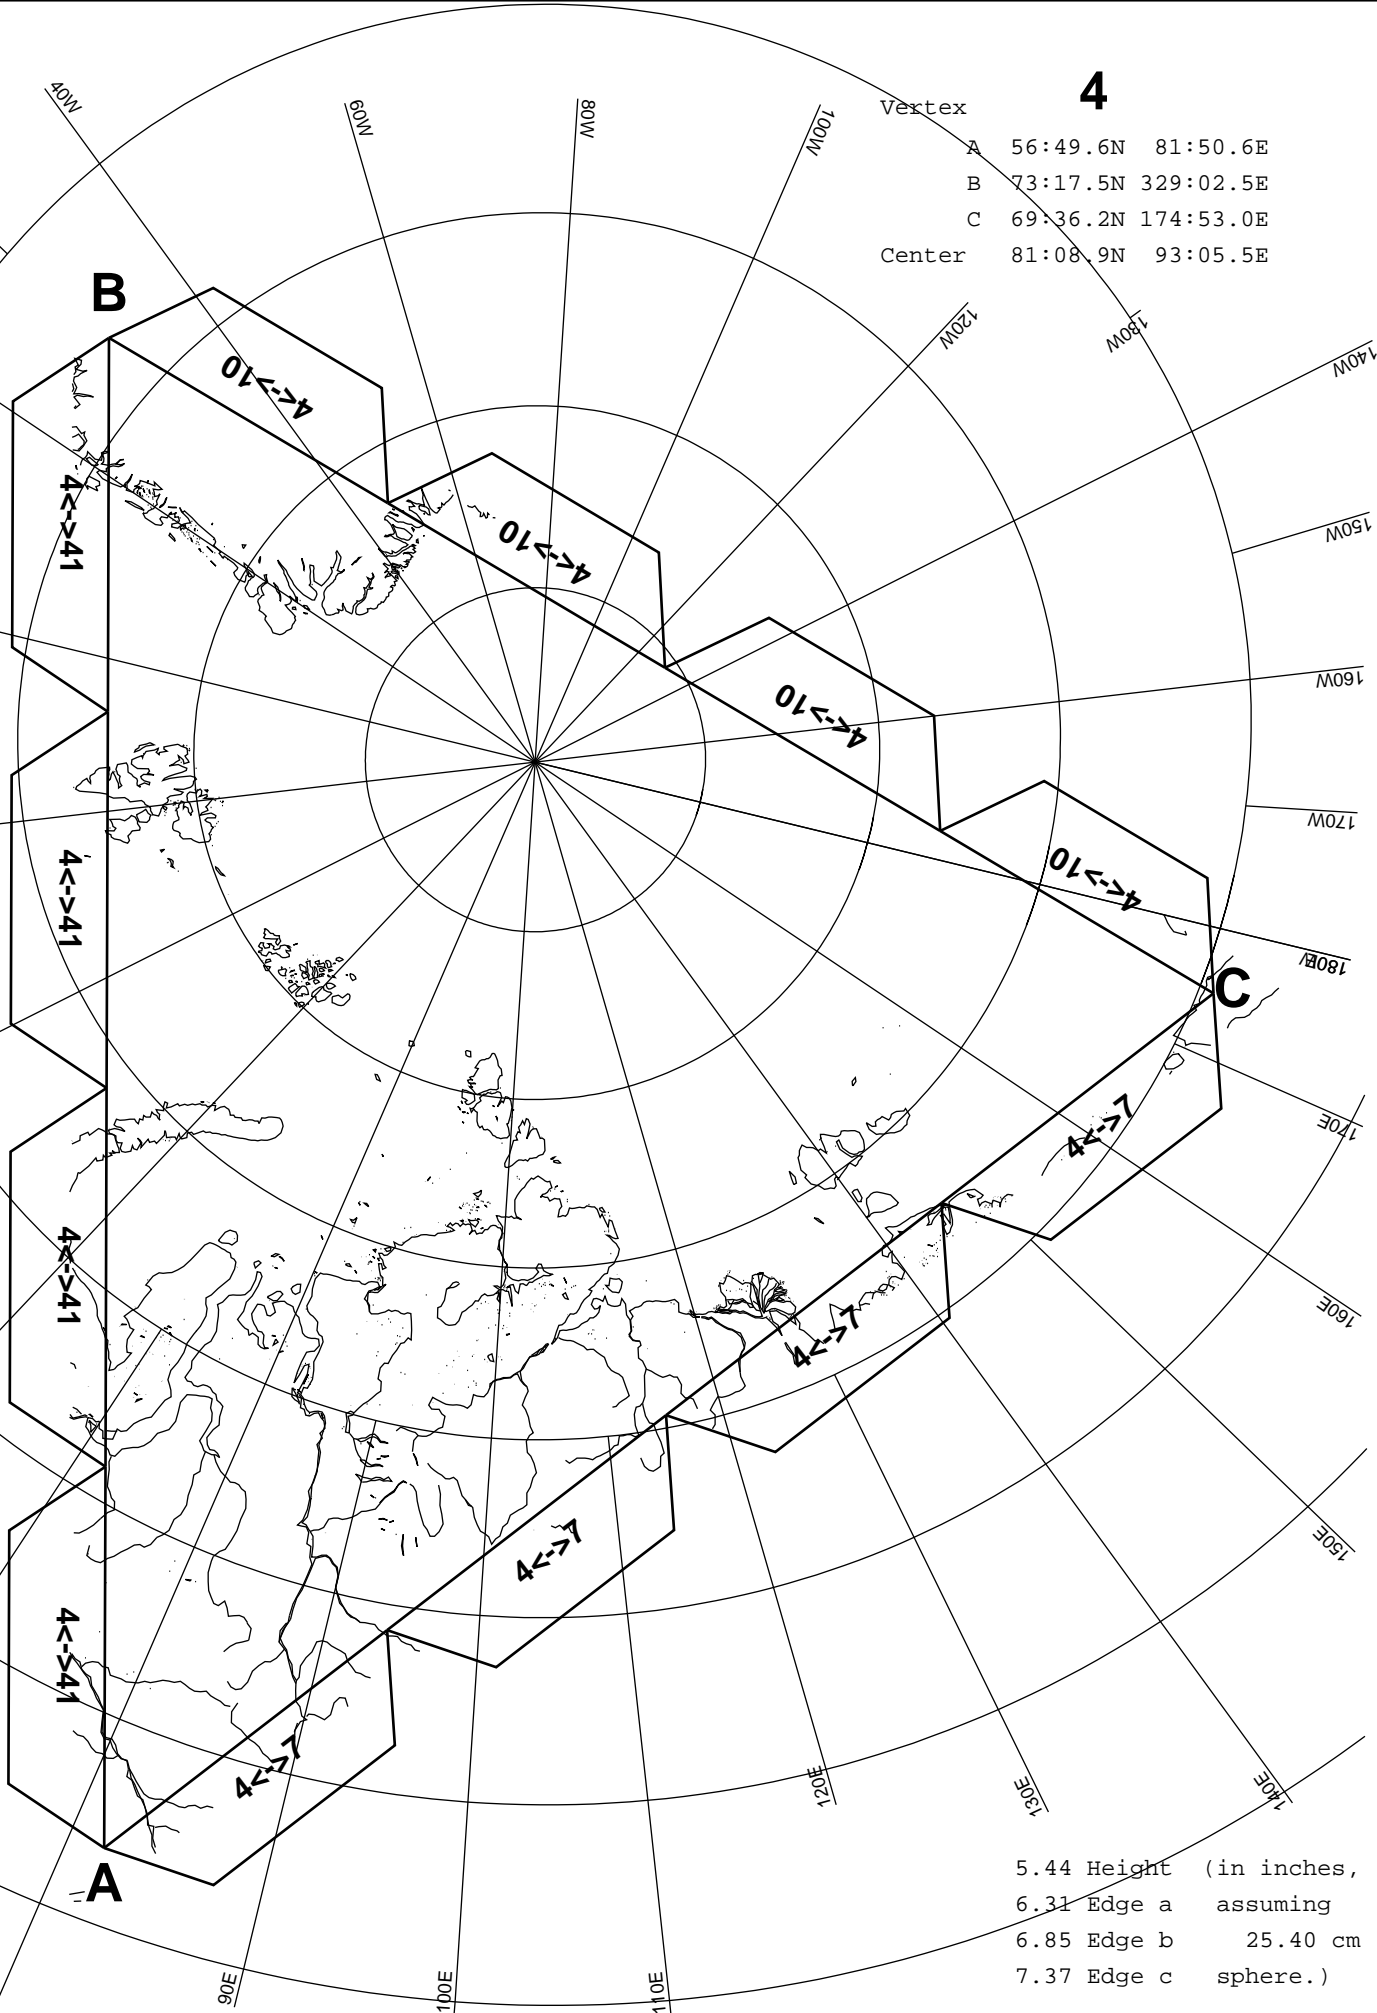 4
Vertex
A 56:49.6N 81:50.6E
B 73:17.5N 329:02.5E
C 69:36.2N 174:53.0E
Center 81:08.9N 93:05.5E
40W
60W
80W
100W
120W
130W
140W
150W
160W
170W
180W
180E
170E
160E
150E
140E
130E
120E
110E
100E
90E
B
C
A
4<->10
4<->10
4<->10
4<->10
4<->41
4<->41
4<->41
4<->41
4<->7
4<->7
4<->7
4<->7
5.44 Height (in inches,
6.31 Edge a assuming
6.85 Edge b 25.40 cm
7.37 Edge c sphere.)